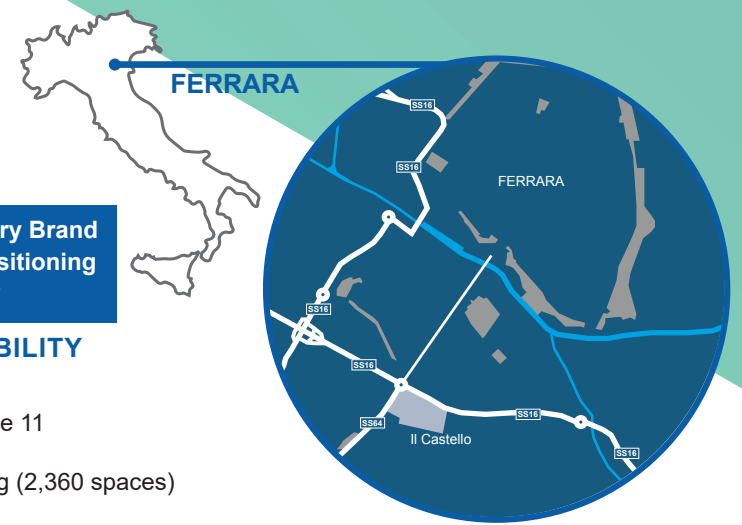 FERRARA
ry Brand
sitioning
BILITY
e 11
g (2,360 spaces)
SS16
SS16
FERRARA
SS16
SS16
SS64
Il Castello
SS16
SS16